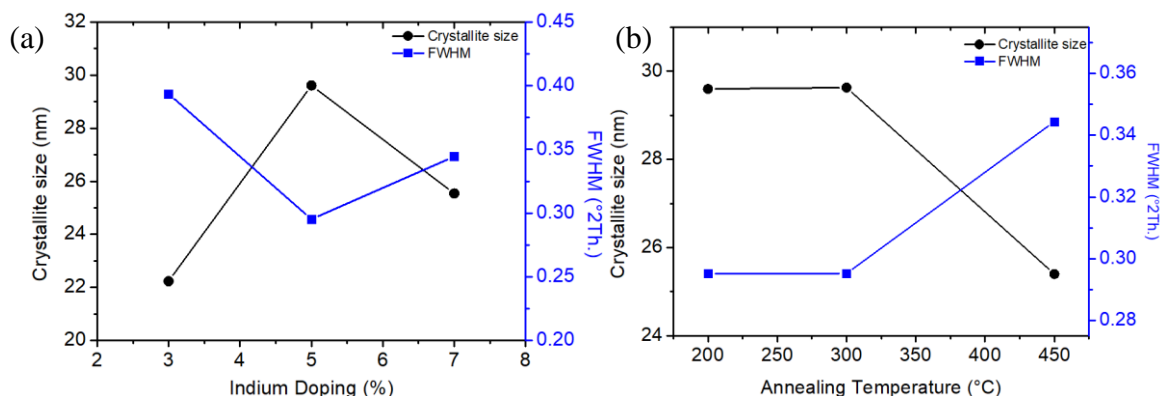 (a)
Crystallite size
FWHM
Crystallite size (nm)
32
30
28
26
24
22
20
0.45
0.40
0.35
0.30
0.25
0.20
FWHM (°2Th.)
2 3 4 5 6 7 8
Indium Doping (%)
(b)
Crystallite size
FWHM
Crystallite size (nm)
30
28
26
24
0.36
0.34
0.32
0.30
0.29
0.28
FWHM (°2Th.)
200 250 300 350 400 450
Annealing Temperature (°C)